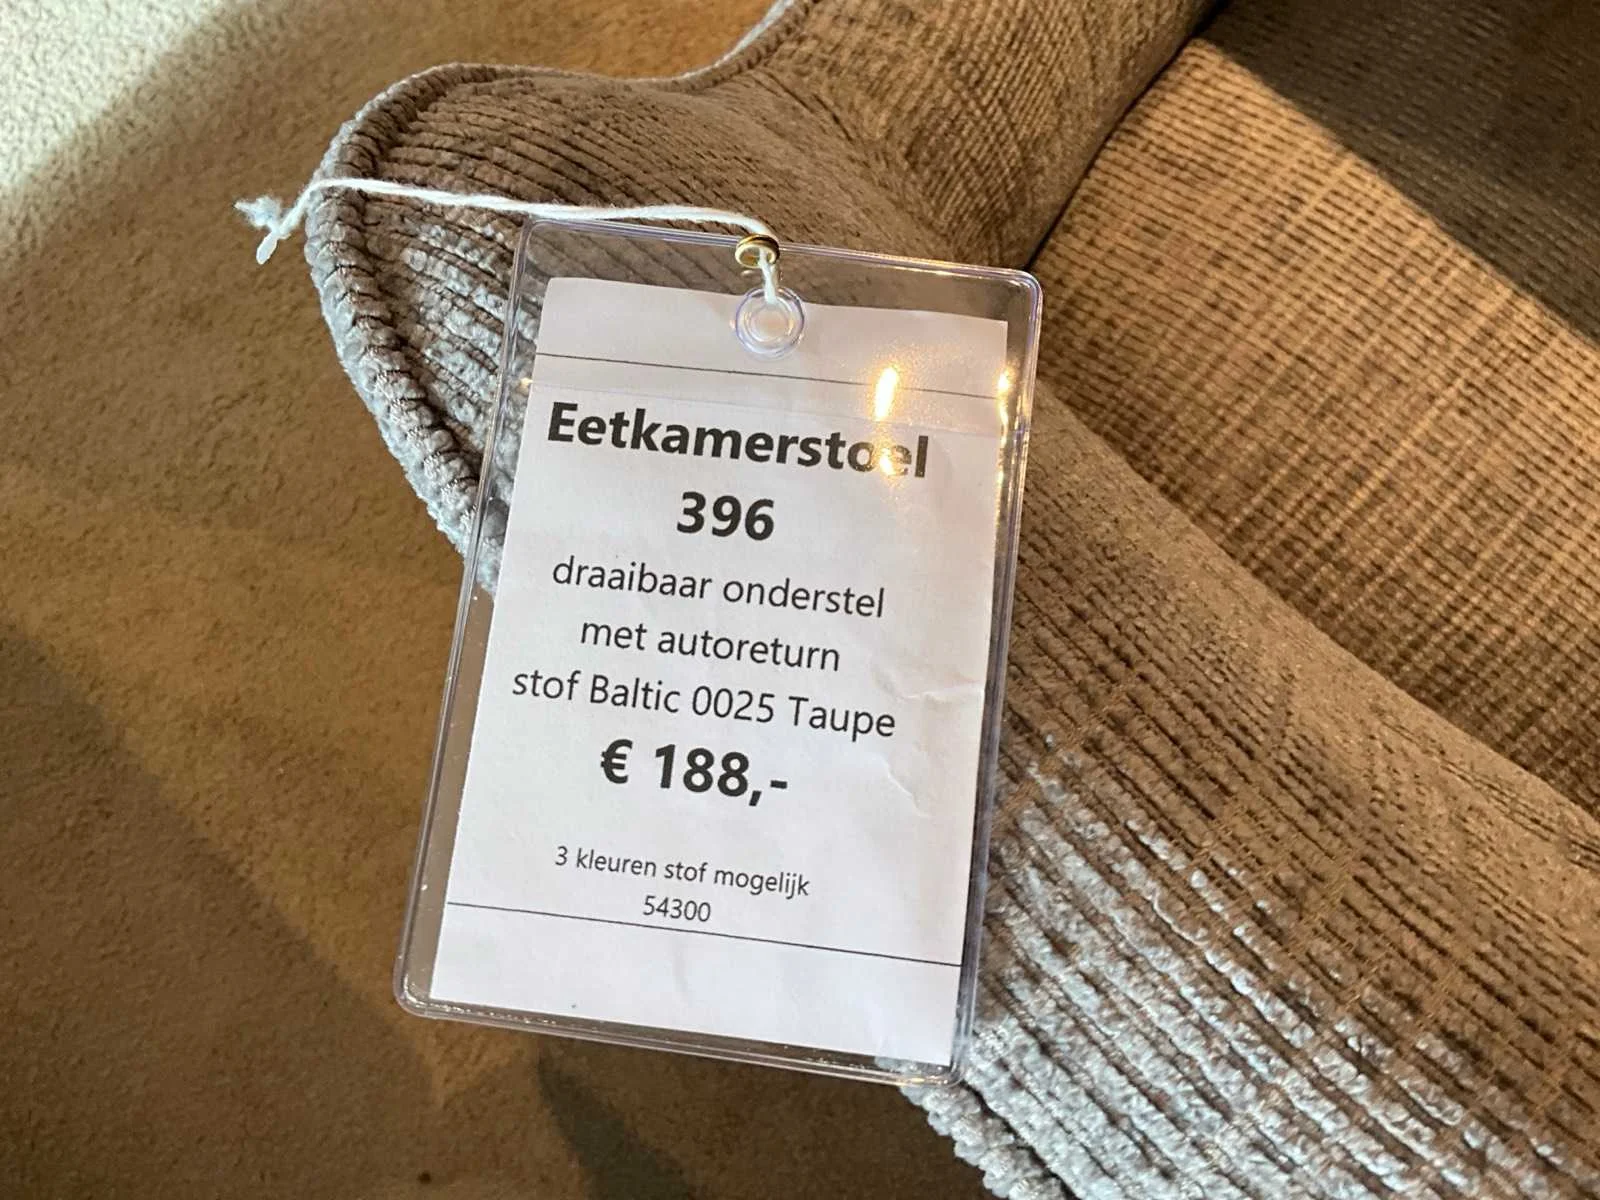 Eetkamerstoel
396
draaibaar onderstel
met autoreturn
stof Baltic 0025 Taupe
€ 188,-
3 kleuren stof mogelijk
54300